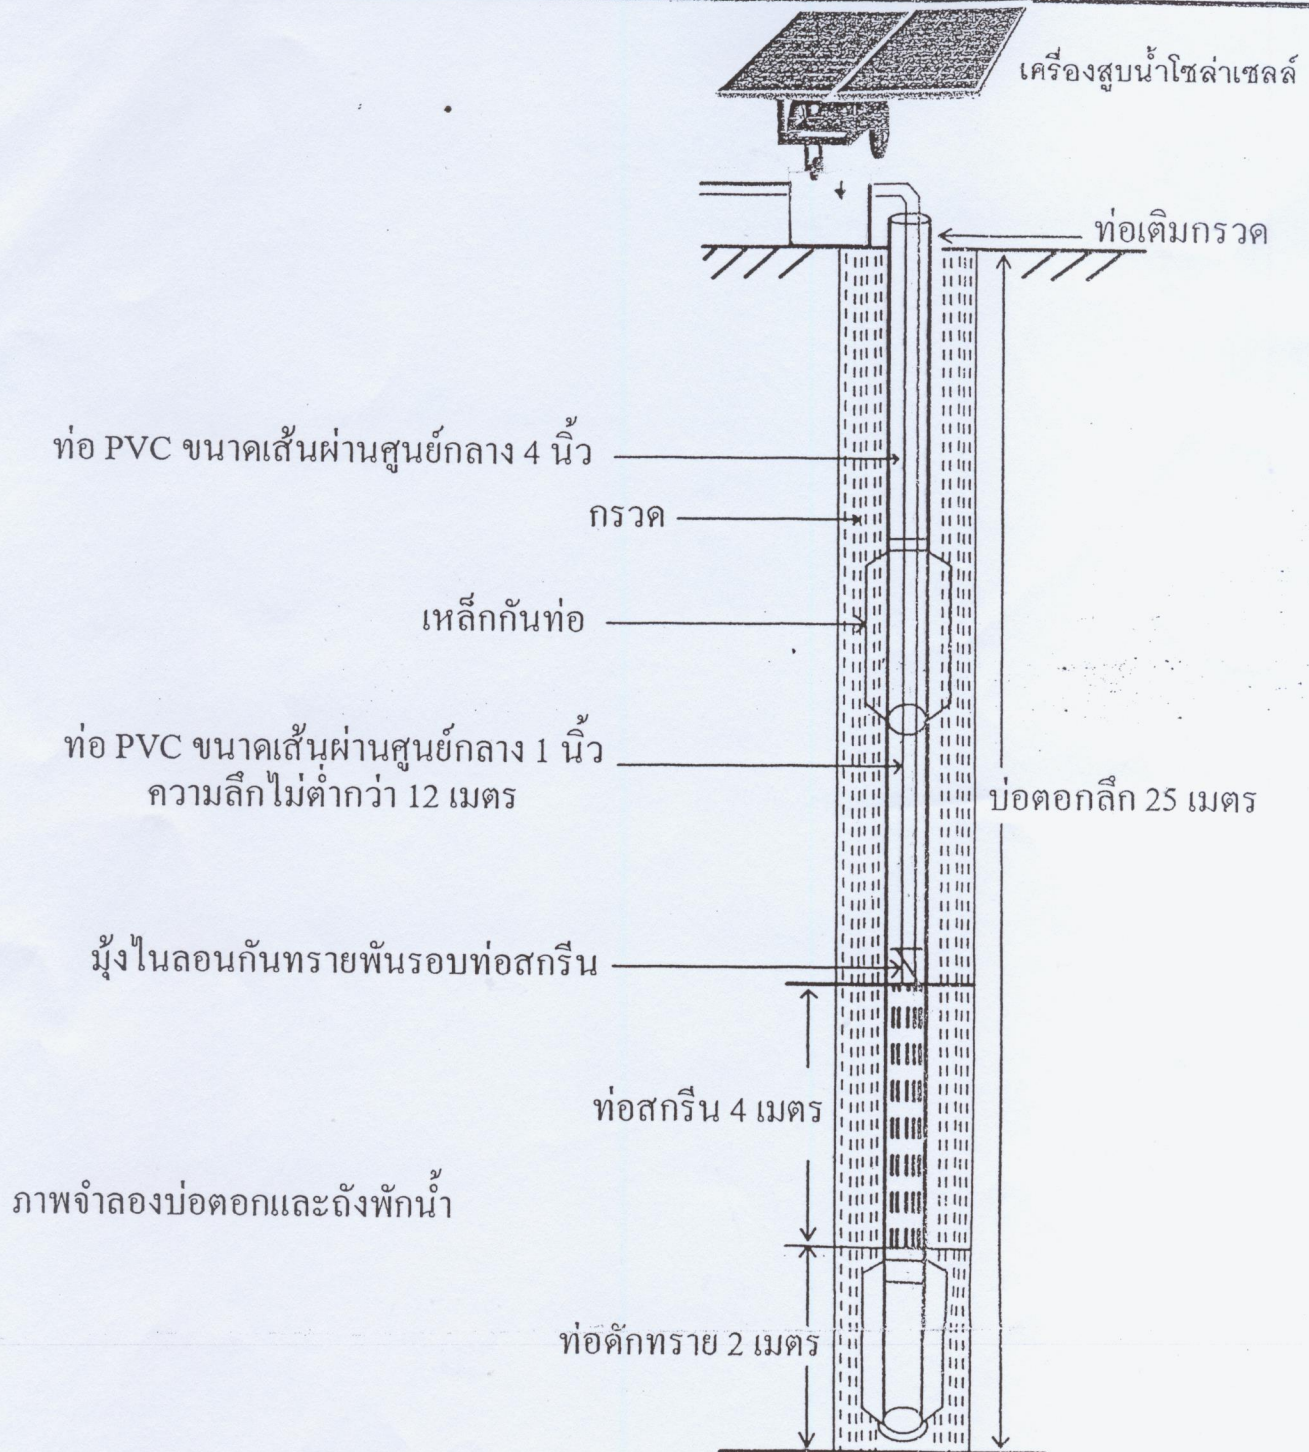 เครื่องสูบน้ำโซล่าเซลล์
ท่อเติมกรวด
ท่อ PVC ขนาดเส้นผ่านศูนย์กลาง 4 นิ้ว
กรวด
เหล็กกันท่อ
ท่อ PVC ขนาดเส้นผ่านศูนย์กลาง 1 นิ้ว
ความลึกไม่ต่ำกว่า 12 เมตร
บ่อตอกลึก 25 เมตร
มุ้งไนลอนกันทรายพันรอบท่อสกรีน
ท่อสกรีน 4 เมตร
ภาพจำลองบ่อตอกและถังพักน้ำ
ท่อดักทราย 2 เมตร